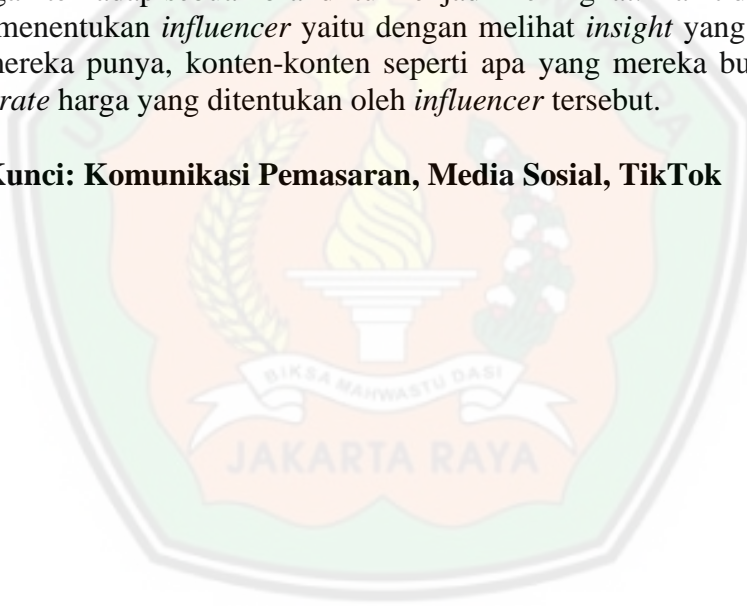 menentukan influencer yaitu dengan melihat insight yang
mereka punya, konten-konten seperti apa yang mereka bu
rate harga yang ditentukan oleh influencer tersebut.
Kunci: Komunikasi Pemasaran, Media Sosial, TikTok
BIKSA MAHWASTU DASI
JAKARTA RAYA